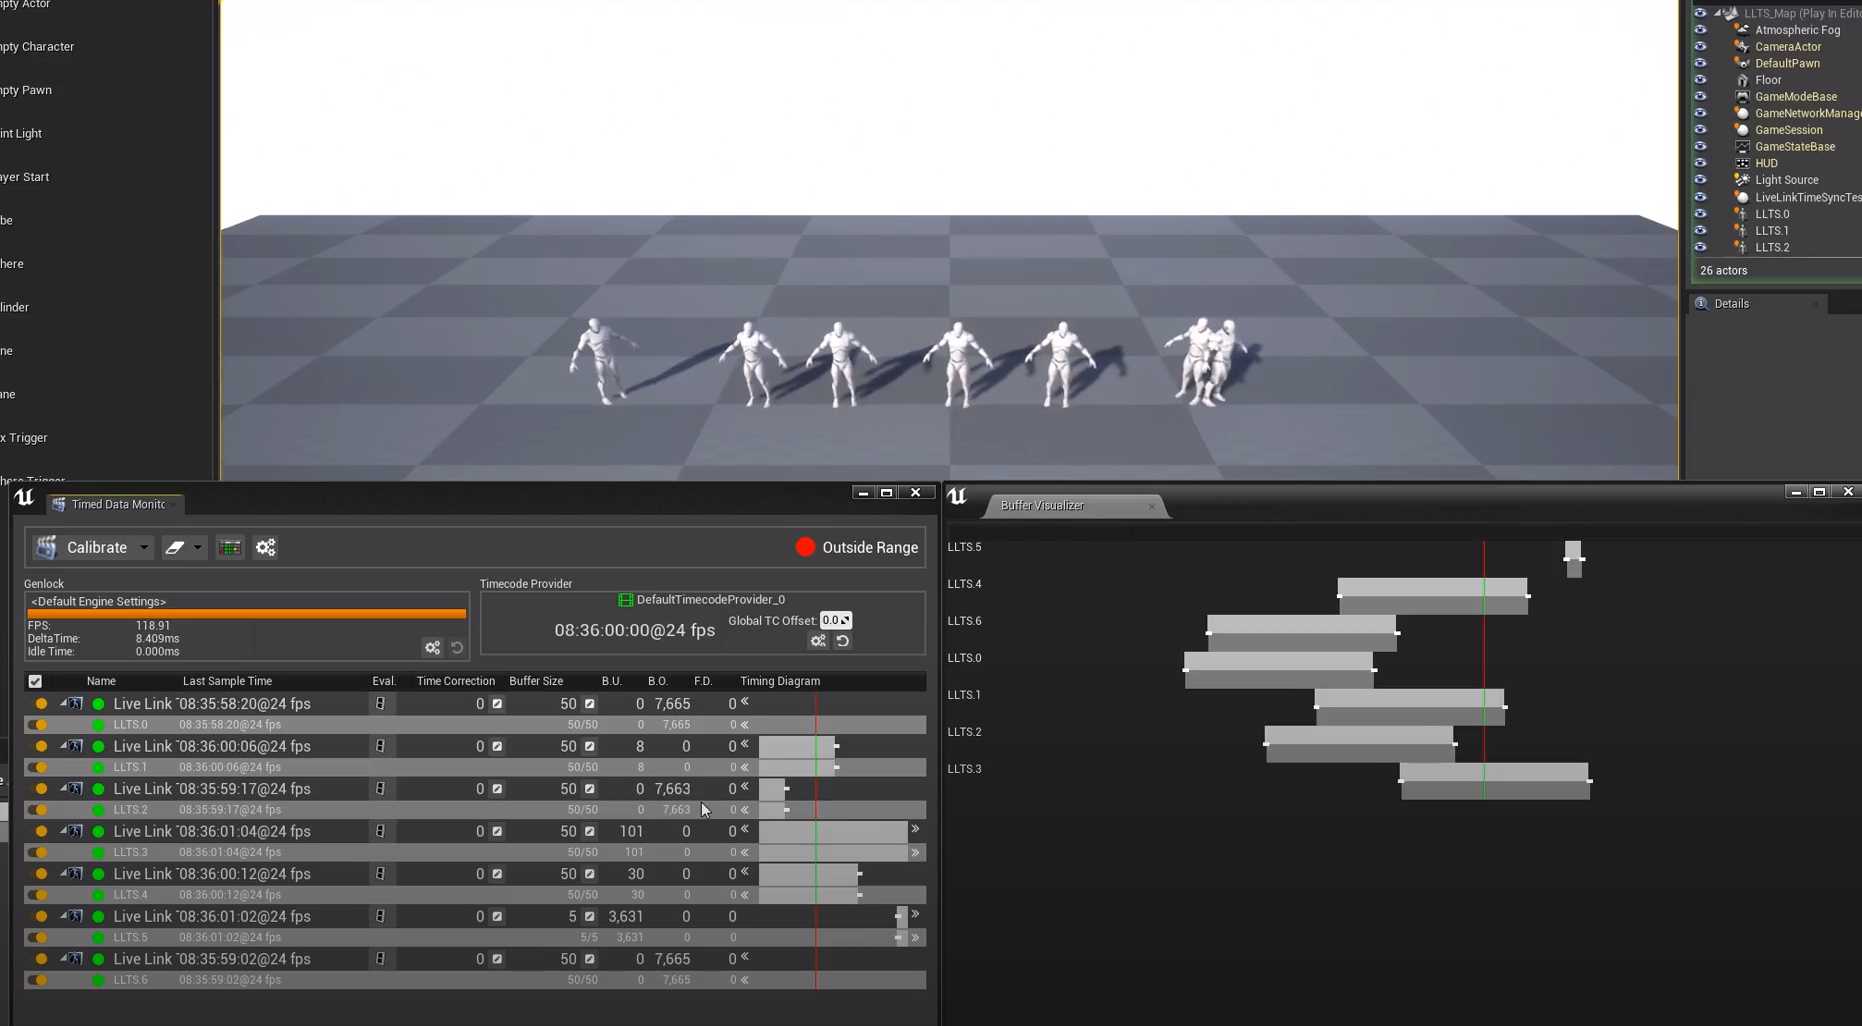 mpty Actor
mpty Character
mpty Pawn
int Light
ayer Start
be
here
linder
ne
ane
x Trigger
here Trigger
LLTS_Map (Play In Edito
Atmospheric Fog
CameraActor
DefaultPawn
Floor
GameModeBase
GameNetworkManage
GameSession
GameStateBase
HUD
Light Source
LiveLinkTimeSyncTes
LLTS.0
LLTS.1
LLTS.2
26 actors
Details
Timed Data Monito
Calibrate
Outside Range
Genlock
<Default Engine Settings>
FPS: 118.91
DeltaTime: 8.409ms
Idle Time: 0.000ms
Timecode Provider
DefaultTimecodeProvider_0
08:36:00:00@24 fps
Global TC Offset: 0.0
Name Last Sample Time Eval. Time Correction Buffer Size B.U. B.O. F.D. Timing Diagram
Live Link 08:35:58:20@24 fps 0 50 0 7,665 0
LLTS.0 08:35:58:20@24 fps 50/50 0 7,665 0
Live Link 08:36:00:06@24 fps 0 50 8 0 0
LLTS.1 08:36:00:06@24 fps 50/50 8 0 0
Live Link 08:35:59:17@24 fps 0 50 0 7,663 0
LLTS.2 08:35:59:17@24 fps 50/50 0 7,663 0
Live Link 08:36:01:04@24 fps 0 50 101 0 0
LLTS.3 08:36:01:04@24 fps 50/50 101 0 0
Live Link 08:36:00:12@24 fps 0 50 30 0 0
LLTS.4 08:36:00:12@24 fps 50/50 30 0 0
Live Link 08:36:01:02@24 fps 0 5 3,631 0 0
LLTS.5 08:36:01:02@24 fps 5/5 3,631 0 0
Live Link 08:35:59:02@24 fps 0 50 0 7,665 0
LLTS.6 08:35:59:02@24 fps 50/50 0 7,665 0
Buffer Visualizer
LLTS.5
LLTS.4
LLTS.6
LLTS.0
LLTS.1
LLTS.2
LLTS.3